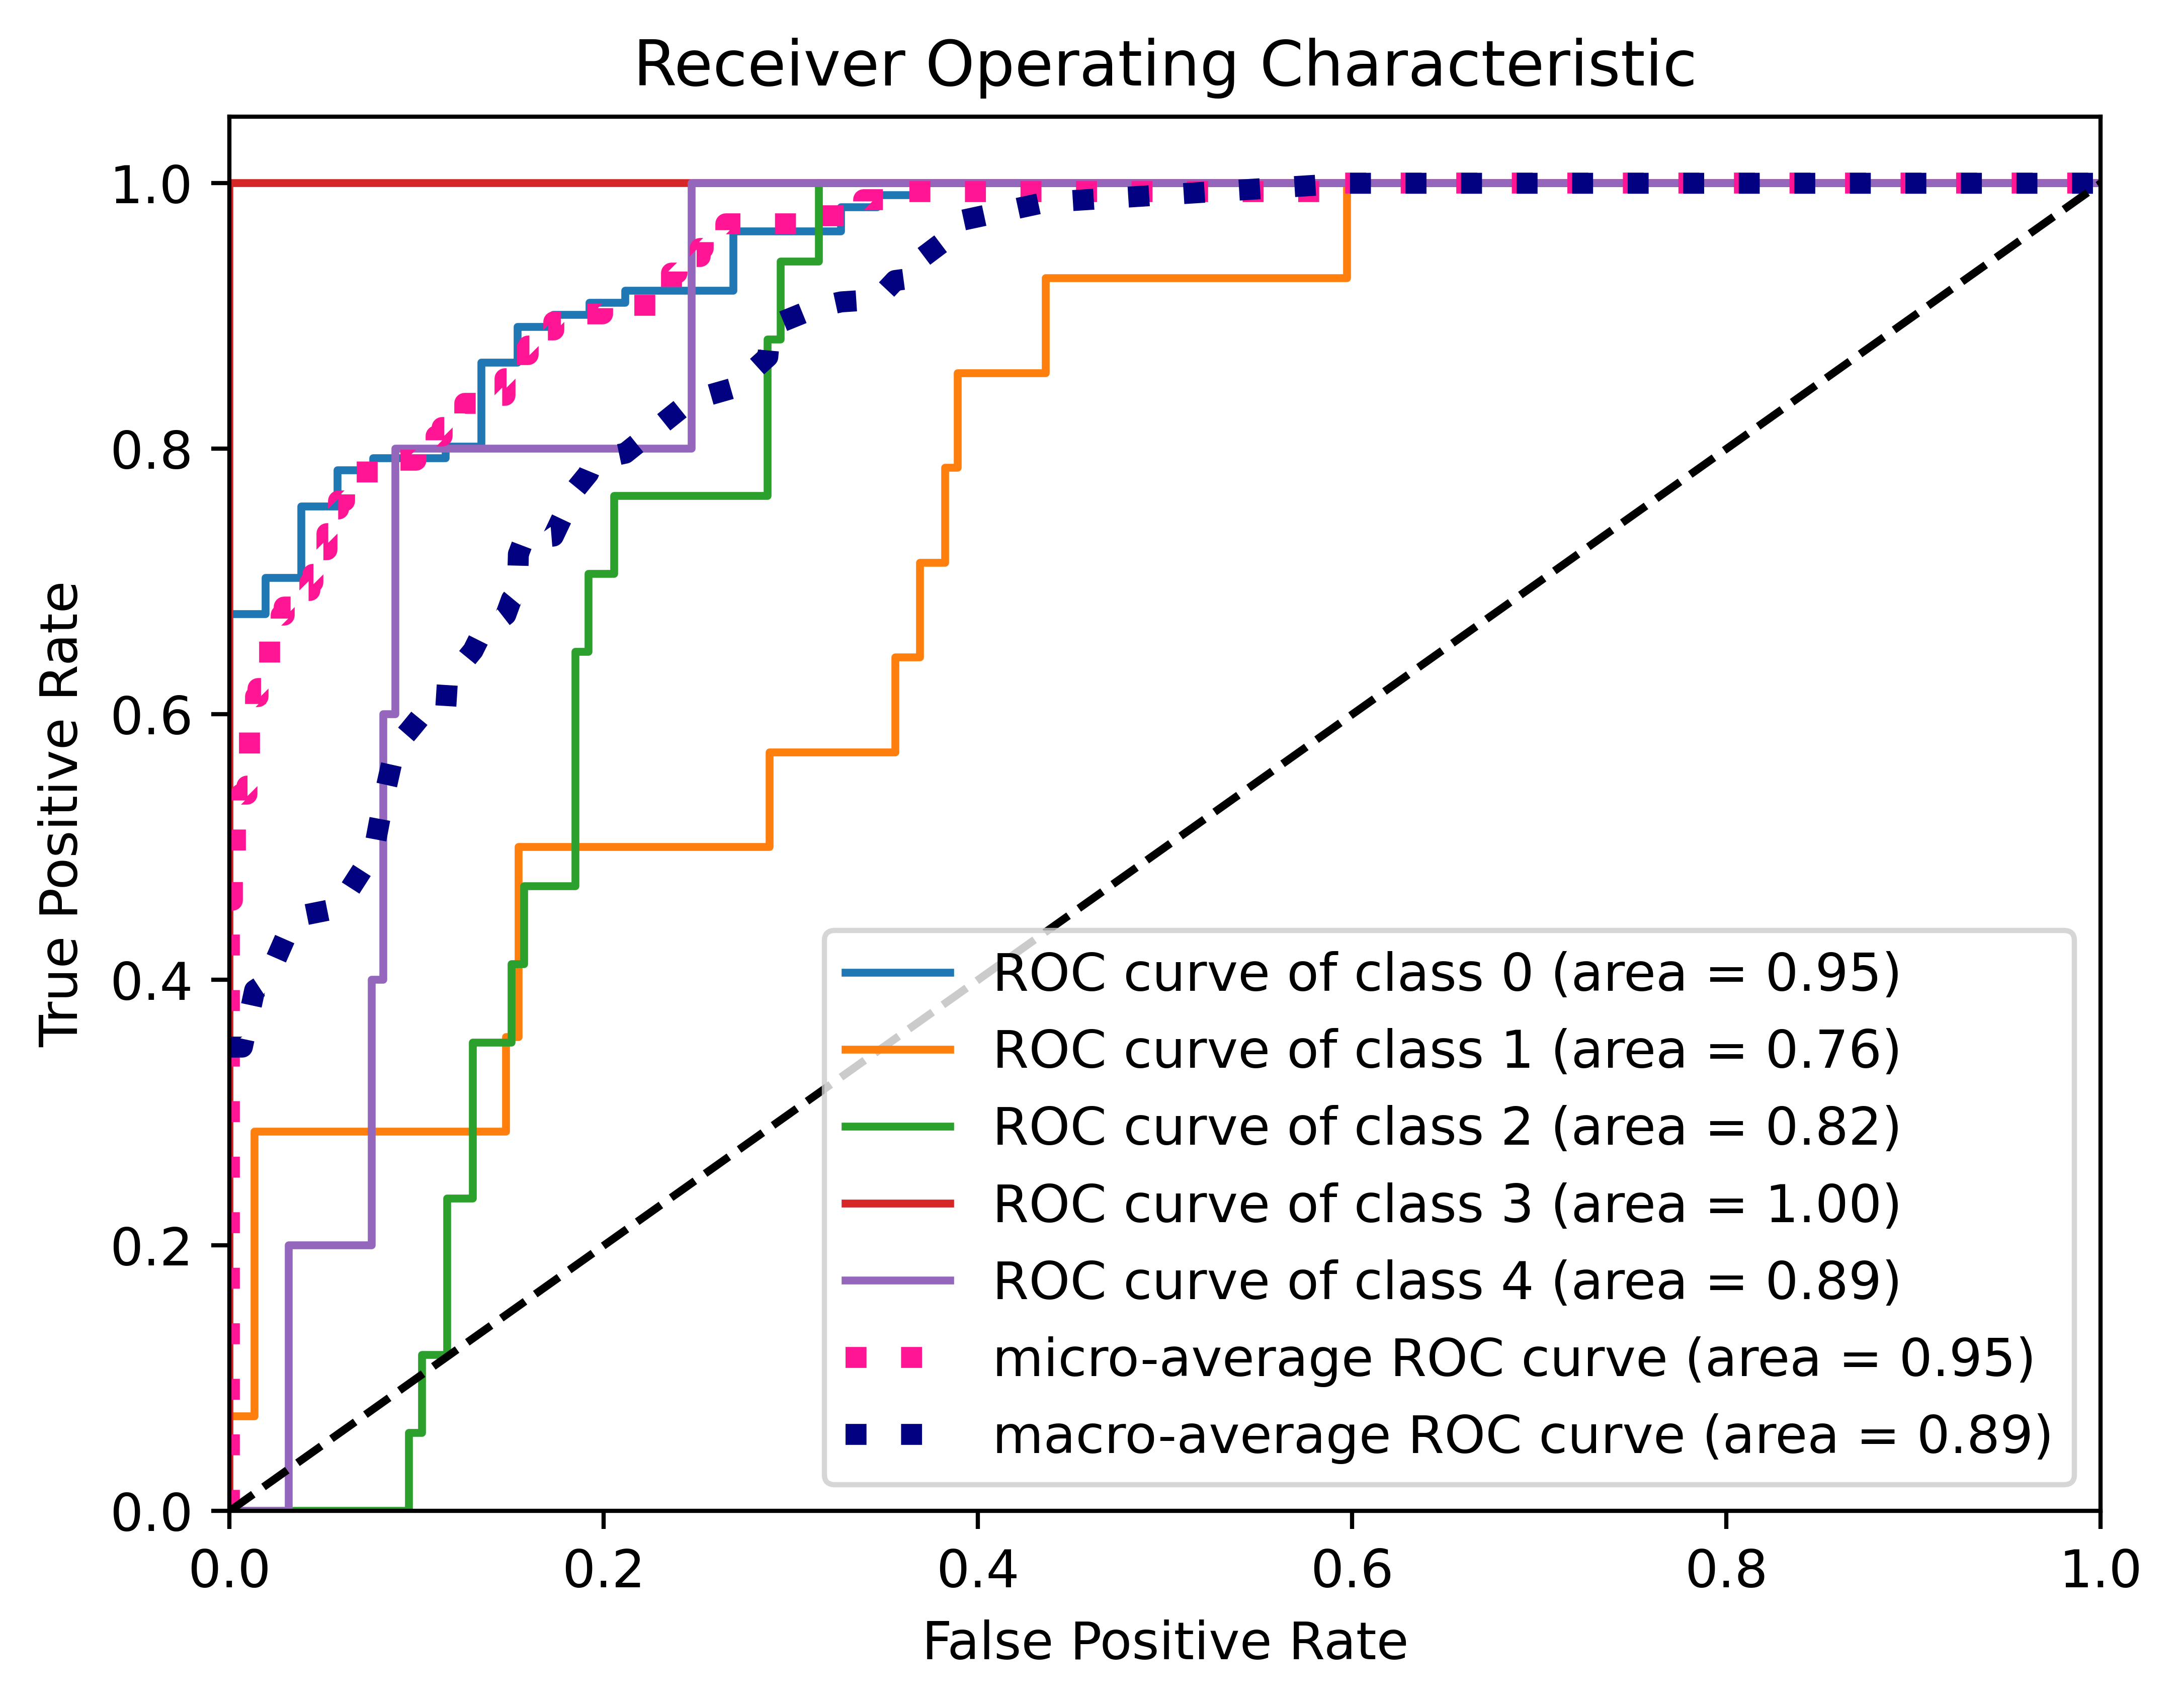 Receiver Operating Characteristic
True Positive Rate
1.0
0.8
0.6
0.4
0.2
0.0
ROC curve of class 0 (area = 0.95)
ROC curve of class 1 (area = 0.76)
ROC curve of class 2 (area = 0.82)
ROC curve of class 3 (area = 1.00)
ROC curve of class 4 (area = 0.89)
micro-average ROC curve (area = 0.95)
macro-average ROC curve (area = 0.89)
0.0 0.2 0.4 0.6 0.8 1.0
False Positive Rate